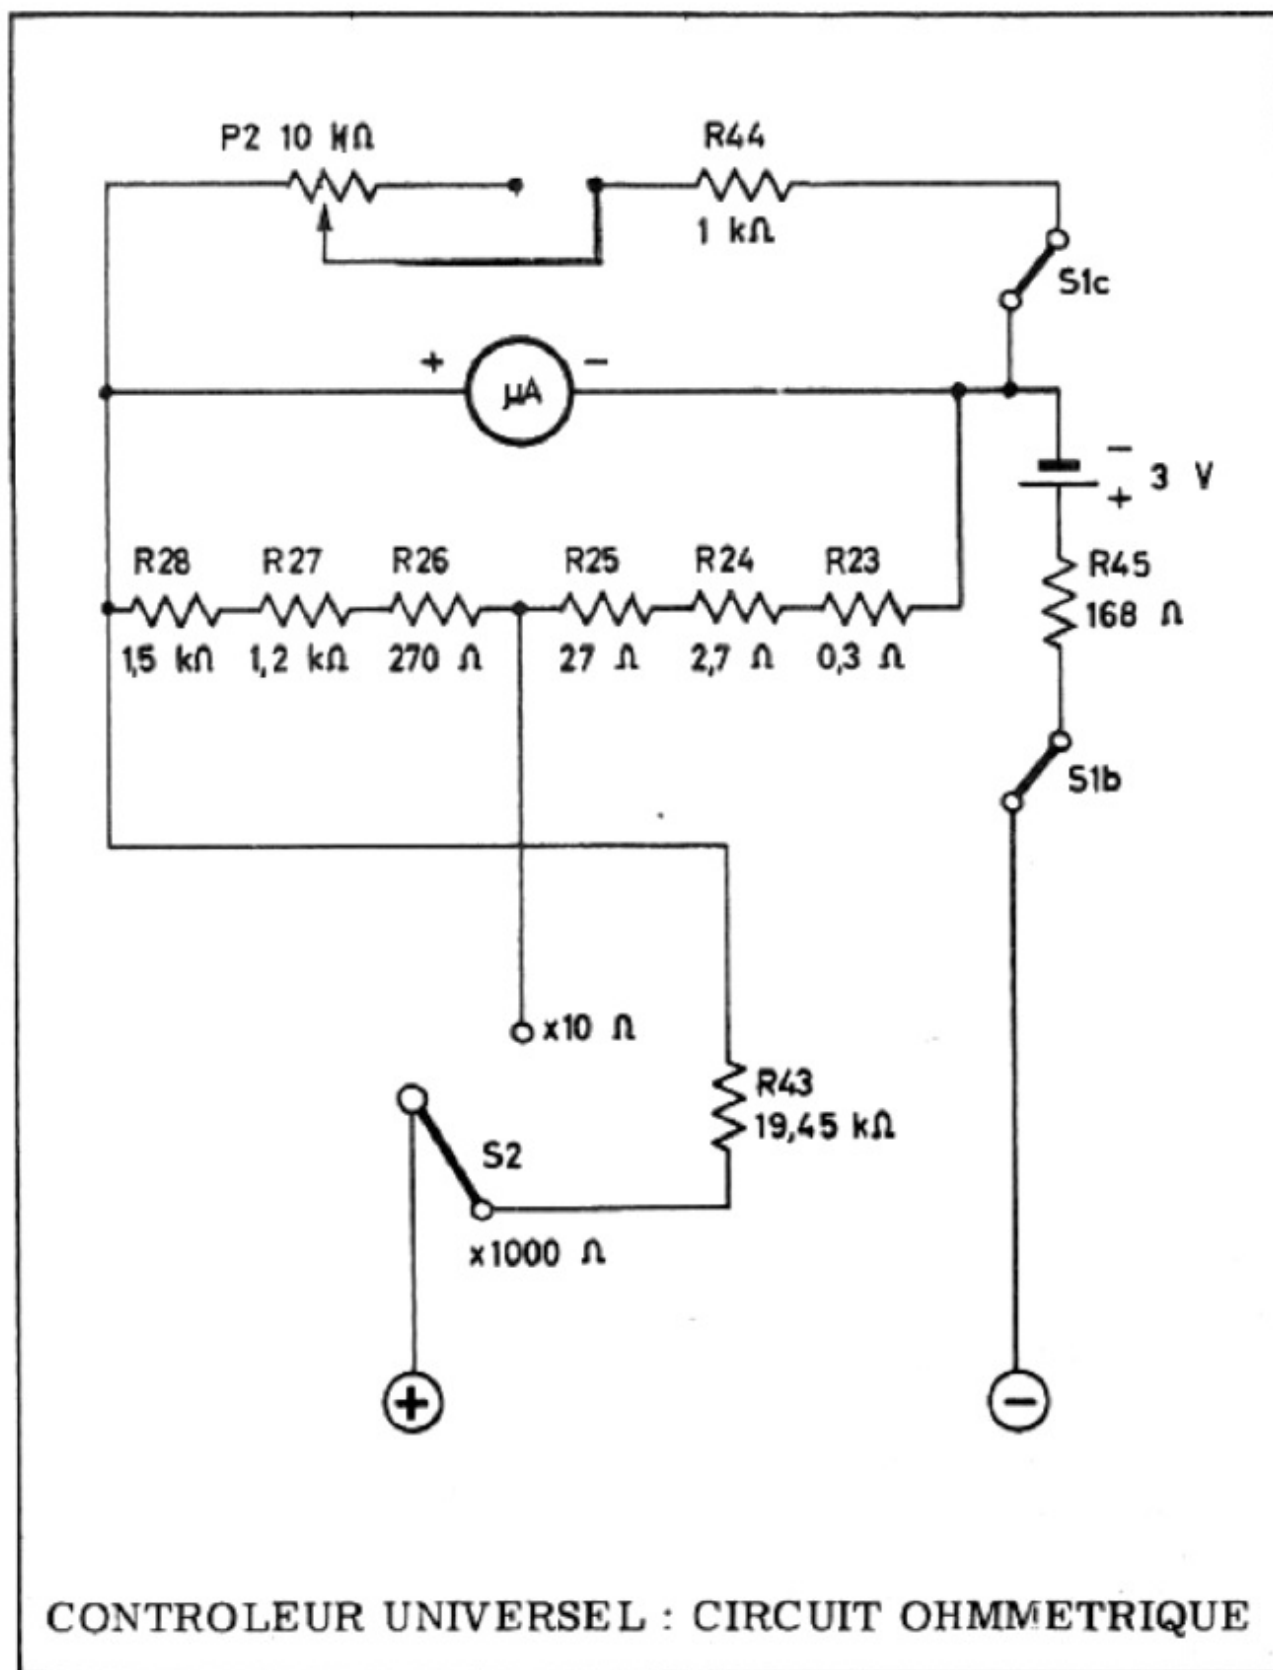 P2 10 KΩ
R44
1 kΩ
S1c
+
−
µA
−
3 V
+
R28
R27
R26
R25
R24
R23
R45
168 Ω
1,5 kΩ
1,2 kΩ
270 Ω
27 Ω
2,7 Ω
0,3 Ω
S1b
x10 Ω
R43
19,45 kΩ
S2
x1000 Ω
+
−
CONTROLEUR UNIVERSEL : CIRCUIT OHMMETRIQUE